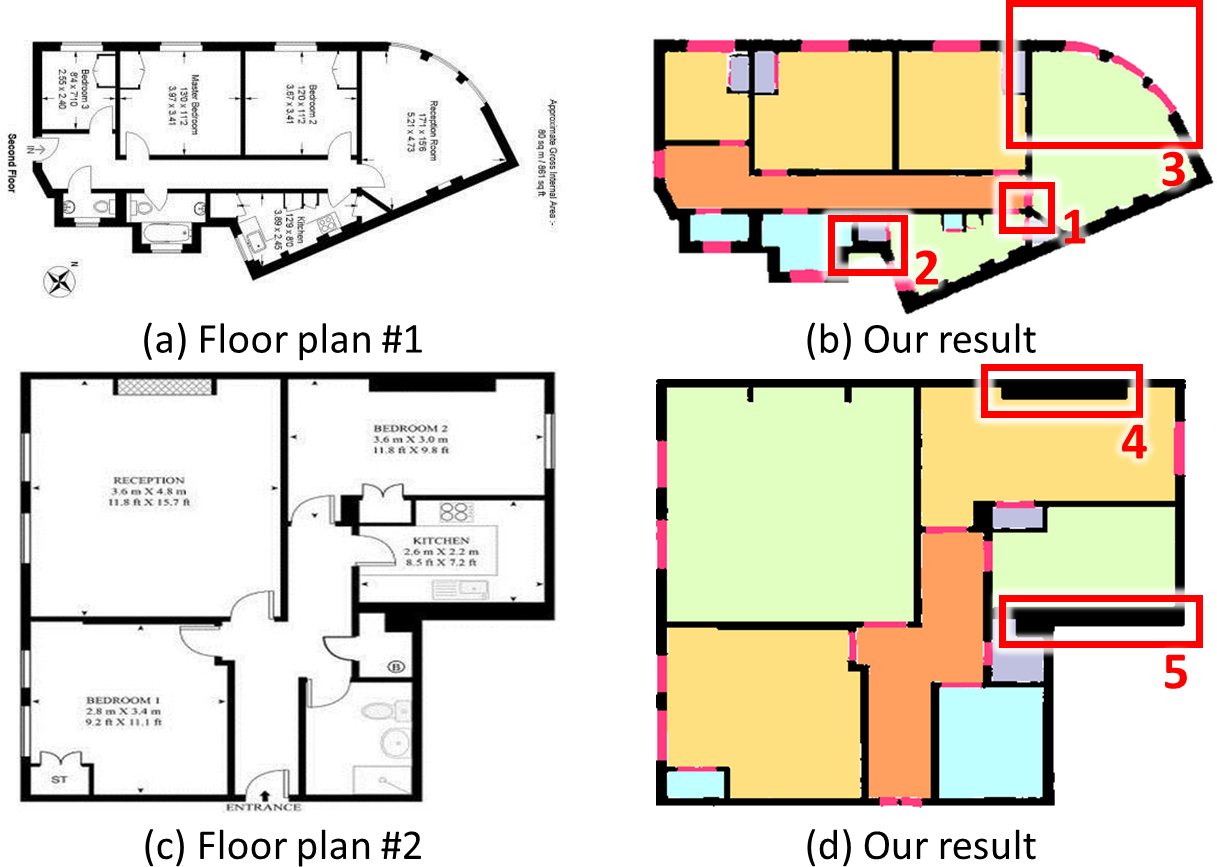 Bedroom 3
8'4 x 7'10
2.55 x 2.40
Master Bedroom
13'0 x 11'2
3.97 x 3.41
Bedroom 2
12'0 x 11'2
3.67 x 3.41
Reception Room
17'1 x 15'6
5.21 x 4.73
Kitchen
12'9 x 8'0
3.89 x 2.45
IN
Second Floor
Approximate Gross Internal Area :-
80 sq m / 861 sq ft
N
3
1
2
(a) Floor plan #1
(b) Our result
RECEPTION
3.6 m X 4.8 m
11.8 ft X 15.7 ft
BEDROOM 2
3.6 m X 3.0 m
11.8 ft X 9.8 ft
KITCHEN
2.6 m X 2.2 m
8.5 ft X 7.2 ft
B
BEDROOM 1
2.8 m X 3.4 m
9.2 ft X 11.1 ft
ST
ENTRANCE
4
5
(c) Floor plan #2
(d) Our result